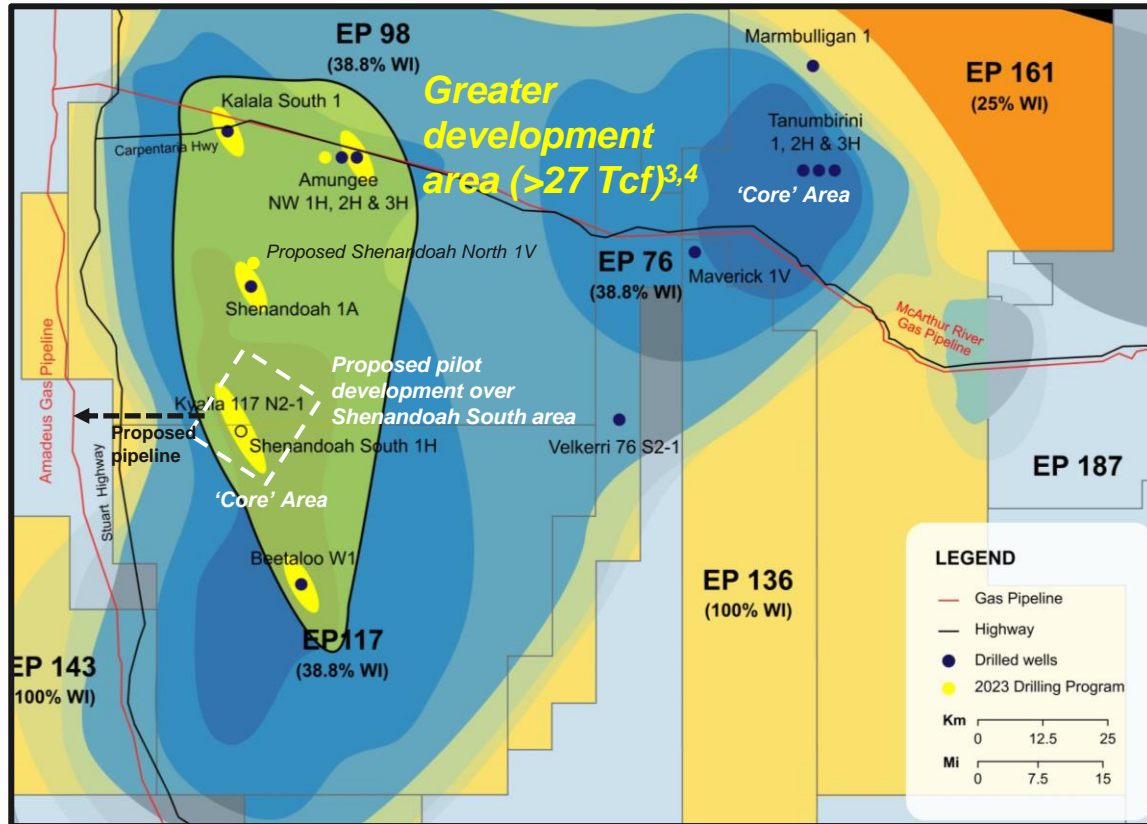 EP 98
(38.8% WI)
Marmbulligan 1
EP 161
(25% WI)
Kalala South 1
Greater
development
area (>27 Tcf)3,4
Tanumbirini
1, 2H & 3H
'Core' Area
Carpentaria Hwy
Amungee
NW 1H, 2H & 3H
Proposed Shenandoah North 1V
EP 76
(38.8% WI)
Maverick 1V
Shenandoah 1A
McArthur River
Gas Pipeline
Amadeus Gas Pipeline
Proposed pilot
development over
Shenandoah South area
Kyalla 117 N2-1
Proposed
pipeline
Shenandoah South 1H
Velkerri 76 S2-1
EP 187
'Core' Area
Stuart Highway
Beetaloo W1
EP 136
(100% WI)
EP117
(38.8% WI)
EP 143
(100% WI)
LEGEND
Gas Pipeline
Highway
Drilled wells
2023 Drilling Program
Km
0 12.5 25
Mi
0 7.5 15